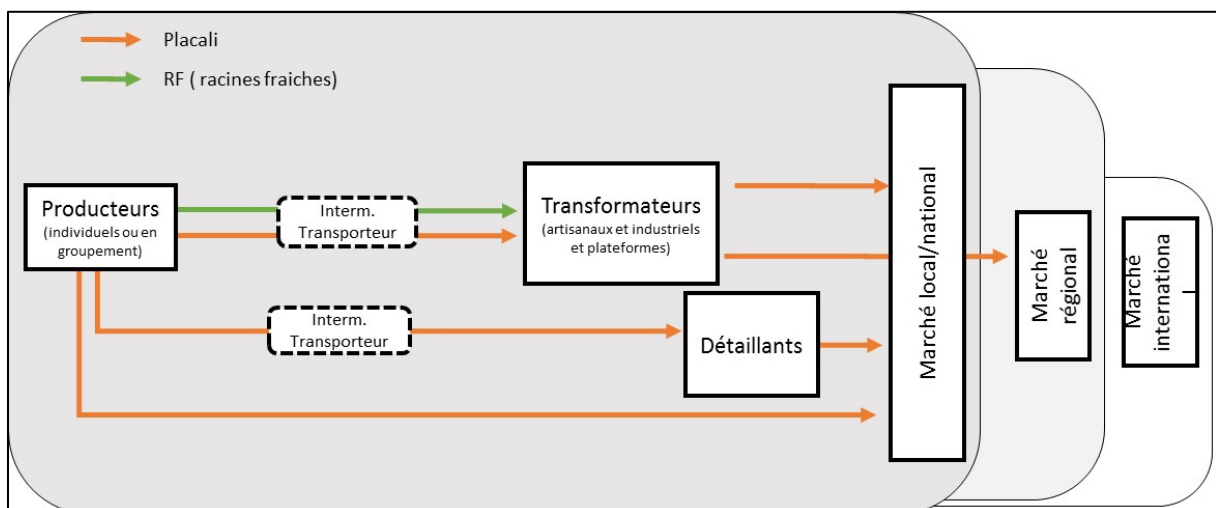 Placali
RF ( racines fraiches)
Producteurs
(individuels ou en
groupement)
Interm.
Transporteur
Transformateurs
(artisanaux et industriels
et plateformes)
Interm.
Transporteur
Détaillants
Marché local/national
Marché
régional
Marché
internationa
l